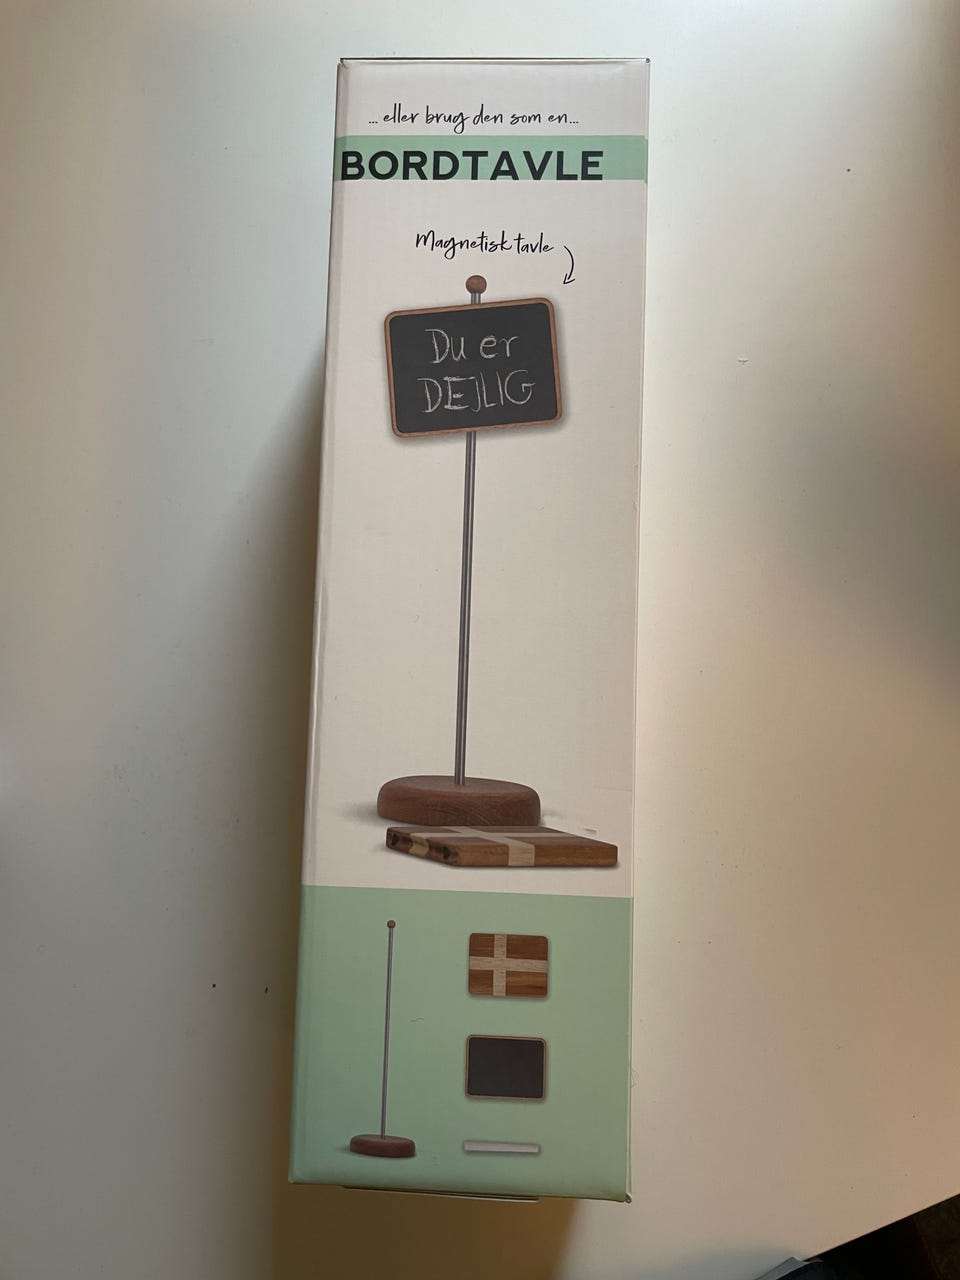 ... eller brug den som en...
BORDTAVLE
Magnetisk tavle
Du er
DEJLIG